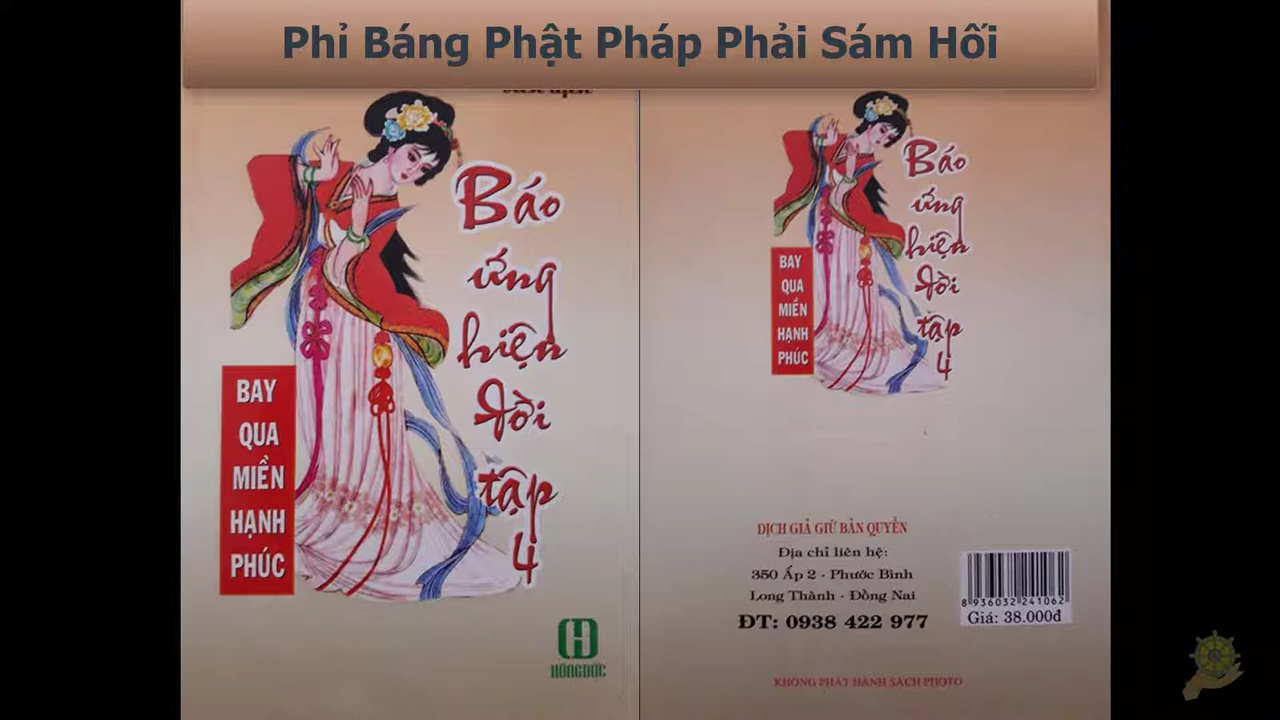 Phỉ Báng Phật Pháp Phải Sám Hối
Báo
ứng
hiện
đời
tập
4
BAY
QUA
MIỀN
HẠNH
PHÚC
HỒNG ĐỨC
Báo
ứng
hiện
đời
tập
4
BAY
QUA
MIỀN
HẠNH
PHÚC
DỊCH GIẢ GIỮ BẢN QUYỀN
Địa chỉ liên hệ:
350 Ấp 2 - Phước Bình
Long Thành - Đồng Nai
ĐT: 0938 422 977
8 936032 241062
Giá: 38.000đ
KHÔNG PHÁT HÀNH SÁCH PHOTO